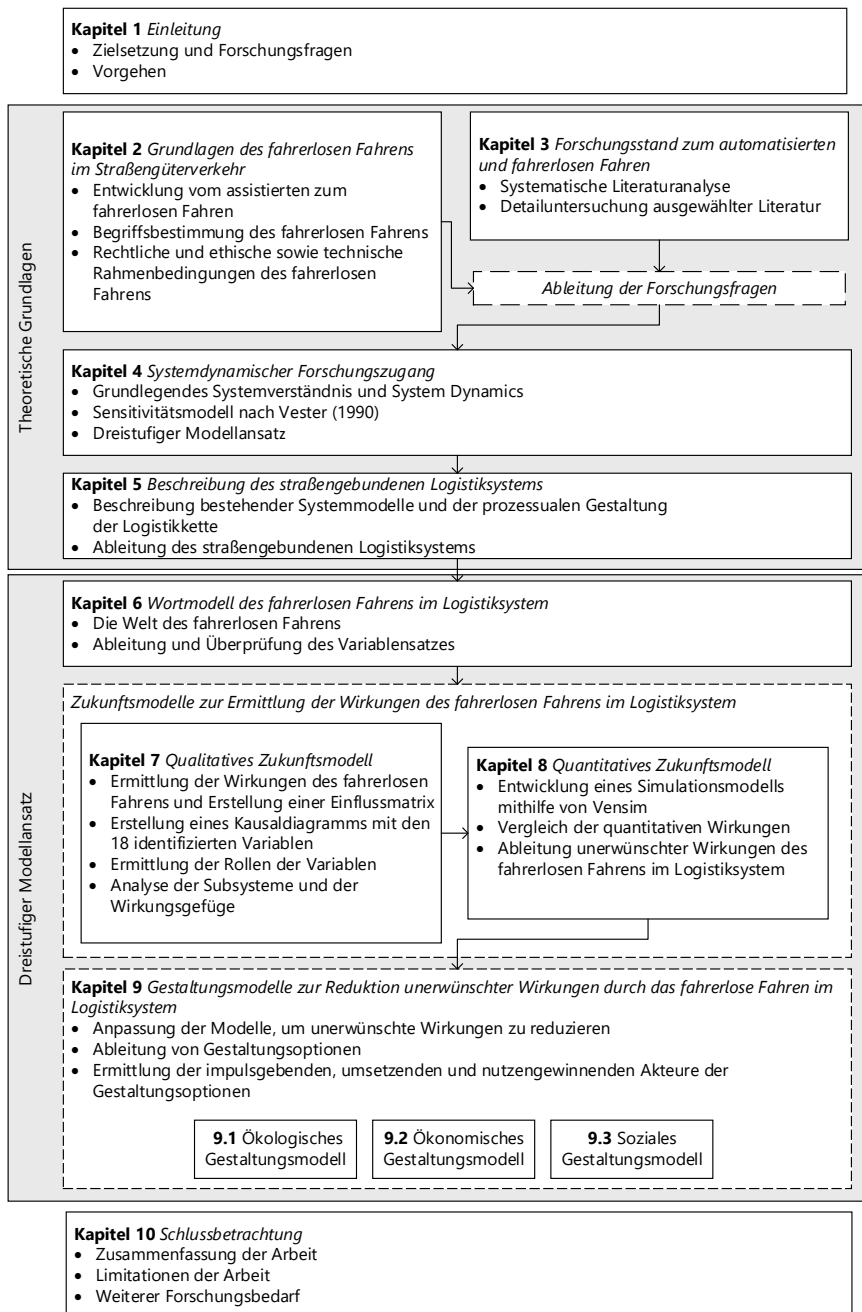 Kapitel 1 Einleitung
• Zielsetzung und Forschungsfragen
• Vorgehen
Theoretische Grundlagen
Kapitel 2 Grundlagen des fahrerlosen Fahrens
im Straßengüterverkehr
• Entwicklung vom assistierten zum
fahrerlosen Fahren
• Begriffsbestimmung des fahrerlosen Fahrens
• Rechtliche und ethische sowie technische
Rahmenbedingungen des fahrerlosen
Fahrens
Kapitel 3 Forschungsstand zum automatisierten
und fahrerlosen Fahren
• Systematische Literaturanalyse
• Detailuntersuchung ausgewählter Literatur
Ableitung der Forschungsfragen
Kapitel 4 Systemdynamischer Forschungszugang
• Grundlegendes Systemverständnis und System Dynamics
• Sensitivitätsmodell nach Vester (1990)
• Dreistufiger Modellansatz
Kapitel 5 Beschreibung des straßengebundenen Logistiksystems
• Beschreibung bestehender Systemmodelle und der prozessualen Gestaltung
der Logistikkette
• Ableitung des straßengebundenen Logistiksystems
Dreistufiger Modellansatz
Kapitel 6 Wortmodell des fahrerlosen Fahrens im Logistiksystem
• Die Welt des fahrerlosen Fahrens
• Ableitung und Überprüfung des Variablensatzes
Zukunftsmodelle zur Ermittlung der Wirkungen des fahrerlosen Fahrens im Logistiksystem
Kapitel 7 Qualitatives Zukunftsmodell
• Ermittlung der Wirkungen des fahrerlosen
Fahrens und Erstellung einer Einflussmatrix
• Erstellung eines Kausaldiagramms mit den
18 identifizierten Variablen
• Ermittlung der Rollen der Variablen
• Analyse der Subsysteme und der
Wirkungsgefüge
Kapitel 8 Quantitatives Zukunftsmodell
• Entwicklung eines Simulationsmodells
mithilfe von Vensim
• Vergleich der quantitativen Wirkungen
• Ableitung unerwünschter Wirkungen des
fahrerlosen Fahrens im Logistiksystem
Kapitel 9 Gestaltungsmodelle zur Reduktion unerwünschter Wirkungen durch das fahrerlose Fahren im
Logistiksystem
• Anpassung der Modelle, um unerwünschte Wirkungen zu reduzieren
• Ableitung von Gestaltungsoptionen
• Ermittlung der impulsgebenden, umsetzenden und nutzengewinnenden Akteure der
Gestaltungsoptionen
9.1 Ökologisches
Gestaltungsmodell
9.2 Ökonomisches
Gestaltungsmodell
9.3 Soziales
Gestaltungsmodell
Kapitel 10 Schlussbetrachtung
• Zusammenfassung der Arbeit
• Limitationen der Arbeit
• Weiterer Forschungsbedarf